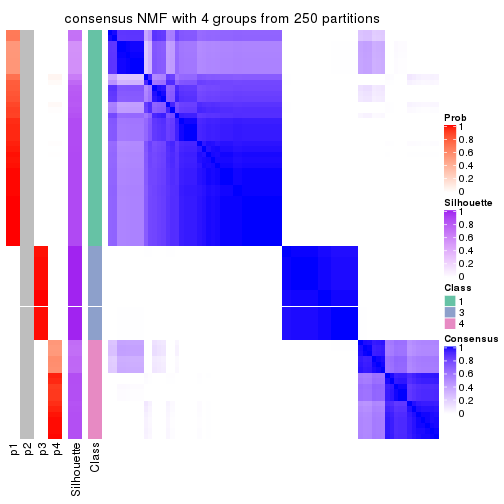 consensus NMF with 4 groups from 250 partitions
Prob
1
0.8
0.6
0.4
0.2
0
Silhouette
1
0.8
0.6
0.4
0.2
0
Class
1
3
4
Consensus
1
0.8
0.6
0.4
0.2
0
p1
p2
p3
p4
Silhouette
Class